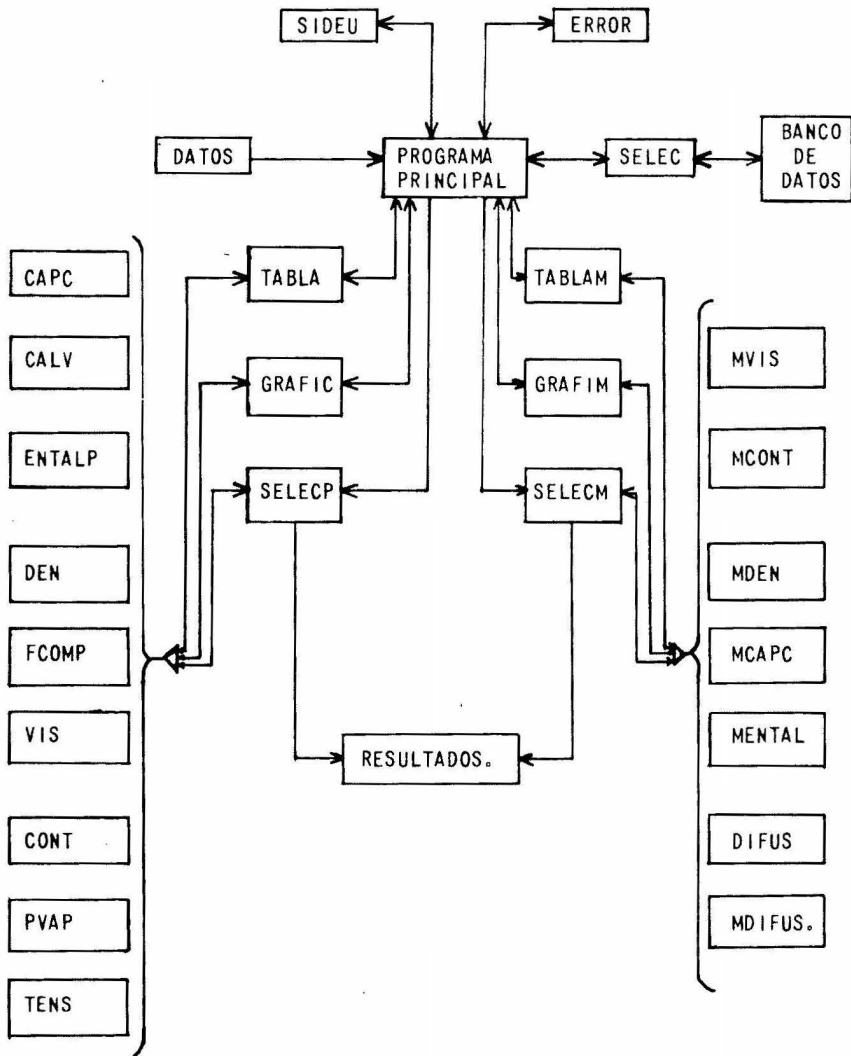 SIDEU
ERROR
DATOS
PROGRAMA
PRINCIPAL
SELEC
BANCO
DE
DATOS
CAPC
TABLA
TABLAM
CALV
GRAFIC
GRAFIM
MVIS
ENTALP
SELECP
SELECM
MCONT
DEN
MDEN
FCOMP
MCAPC
VIS
RESULTADOS.
MENTAL
CONT
DIFUS
PVAP
MDIFUS.
TENS